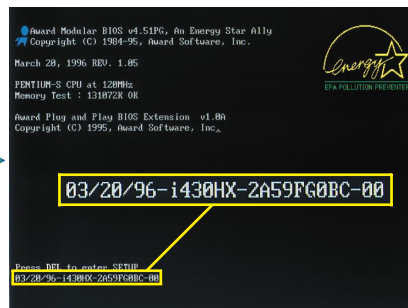 Award Modular BIOS v4.51PG, An Energy Star Ally
Copyright (C) 1984-95, Award Software, Inc.
March 20, 1996 REV. 1.05
PENTIUM-S CPU at 120MHz
Memory Test : 131072K OK
Award Plug and Play BIOS Extension v1.0A
Copyright (C) 1995, Award Software, Inc.
energy
EPA POLLUTION PREVENTER
03/20/96-i430HX-2A59FG0BC-00
Press DEL to enter SETUP
03/20/96-i430HX-2A59FG0BC-00